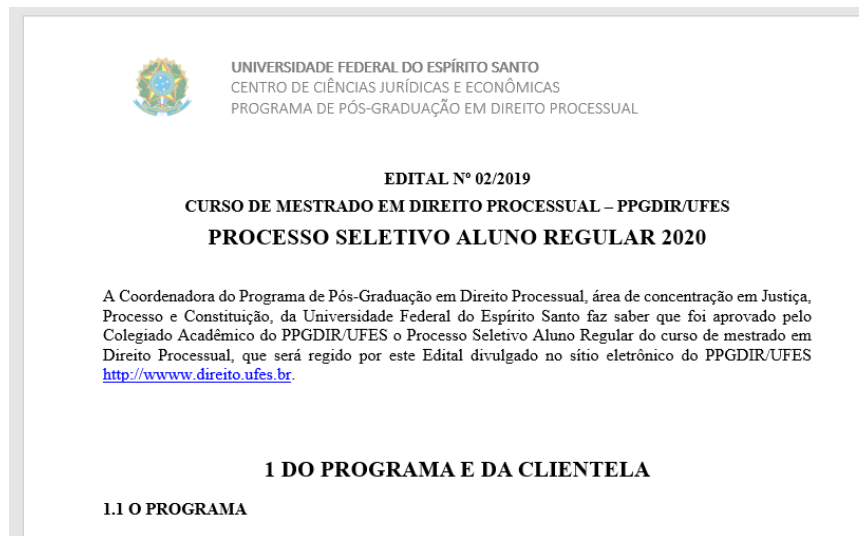 UNIVERSIDADE FEDERAL DO ESPÍRITO SANTO
CENTRO DE CIÊNCIAS JURÍDICAS E ECONÔMICAS
PROGRAMA DE PÓS-GRADUAÇÃO EM DIREITO PROCESSUAL
EDITAL Nº 02/2019
CURSO DE MESTRADO EM DIREITO PROCESSUAL – PPGDIR/UFES
PROCESSO SELETIVO ALUNO REGULAR 2020
A Coordenadora do Programa de Pós-Graduação em Direito Processual, área de concentração em Justiça,
Processo e Constituição, da Universidade Federal do Espírito Santo faz saber que foi aprovado pelo
Colegiado Acadêmico do PPGDIR/UFES o Processo Seletivo Aluno Regular do curso de mestrado em
Direito Processual, que será regido por este Edital divulgado no sítio eletrônico do PPGDIR/UFES
http://wwww.direito.ufes.br.
1 DO PROGRAMA E DA CLIENTELA
1.1 O PROGRAMA